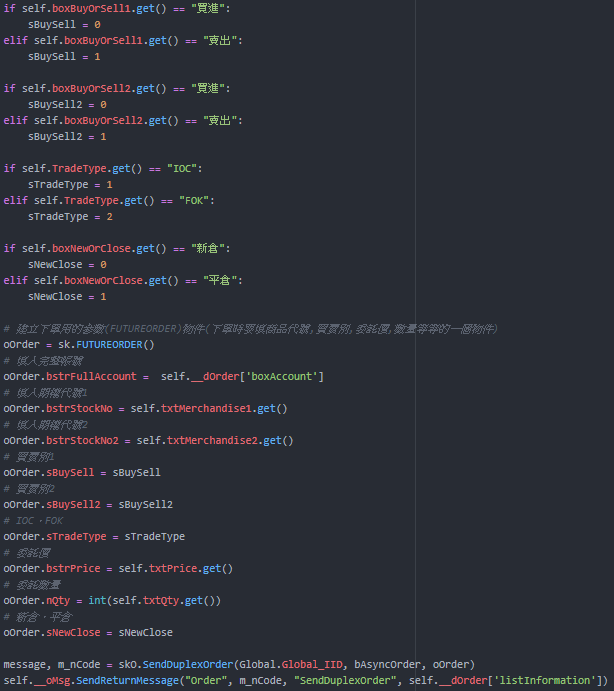 if self.boxBuyOrSell1.get() == "買進":
    sBuySell = 0
elif self.boxBuyOrSell1.get() == "賣出":
    sBuySell = 1

if self.boxBuyOrSell2.get() == "買進":
    sBuySell2 = 0
elif self.boxBuyOrSell2.get() == "賣出":
    sBuySell2 = 1

if self.TradeType.get() == "IOC":
    sTradeType = 1
elif self.TradeType.get() == "FOK":
    sTradeType = 2

if self.boxNewOrClose.get() == "新倉":
    sNewClose = 0
elif self.boxNewOrClose.get() == "平倉":
    sNewClose = 1

# 建立下單用的參數(FUTUREORDER)物件(下單時要填商品代號,買賣別,委託價,數量等等的一個物件)
oOrder = sk.FUTUREORDER()
# 填入完整帳號
oOrder.bstrFullAccount =  self.__dOrder['boxAccount']
# 填入期權代號1
oOrder.bstrStockNo = self.txtMerchandise1.get()
# 填入期權代號2
oOrder.bstrStockNo2 = self.txtMerchandise2.get()
# 買賣別1
oOrder.sBuySell = sBuySell
# 買賣別2
oOrder.sBuySell2 = sBuySell2
# IOC、FOK
oOrder.sTradeType = sTradeType
# 委託價
oOrder.bstrPrice = self.txtPrice.get()
# 委託數量
oOrder.nQty = int(self.txtQty.get())
# 新倉、平倉
oOrder.sNewClose = sNewClose

message, m_nCode = skO.SendDuplexOrder(Global.Global_IID, bAsyncOrder, oOrder)
self.__oMsg.SendReturnMessage("Order", m_nCode, "SendDuplexOrder", self.__dOrder['listInformation'])